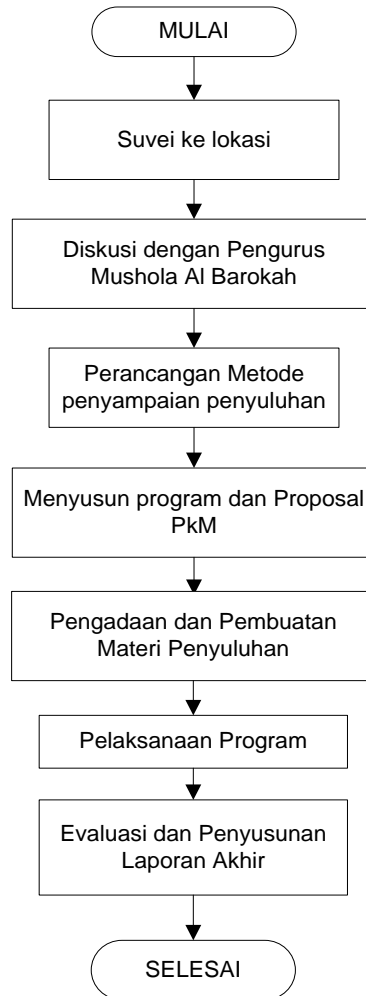 MULAI
Suvei ke lokasi
Diskusi dengan Pengurus
Mushola Al Barokah
Perancangan Metode
penyampaian penyuluhan
Menyusun program dan Proposal
PkM
Pengadaan dan Pembuatan
Materi Penyuluhan
Pelaksanaan Program
Evaluasi dan Penyusunan
Laporan Akhir
SELESAI